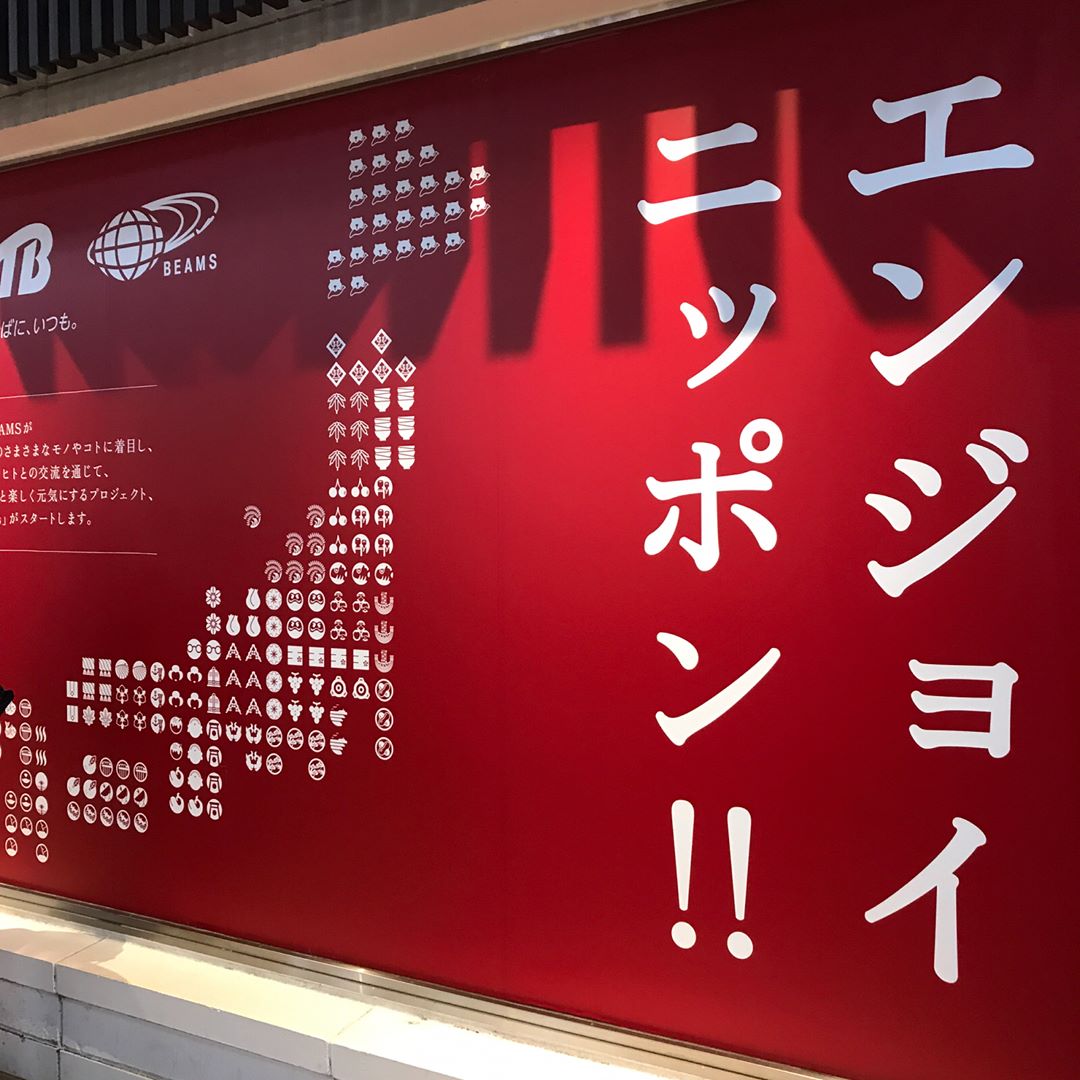 エンジョイ
ニッポン!!
TB
BEAMS
ばに、いつも。
AMSが
のさまざまなモノやコトに着目し、
ヒトとの交流を通じて、
と楽しく元気にするプロジェクト、
」がスタートします。